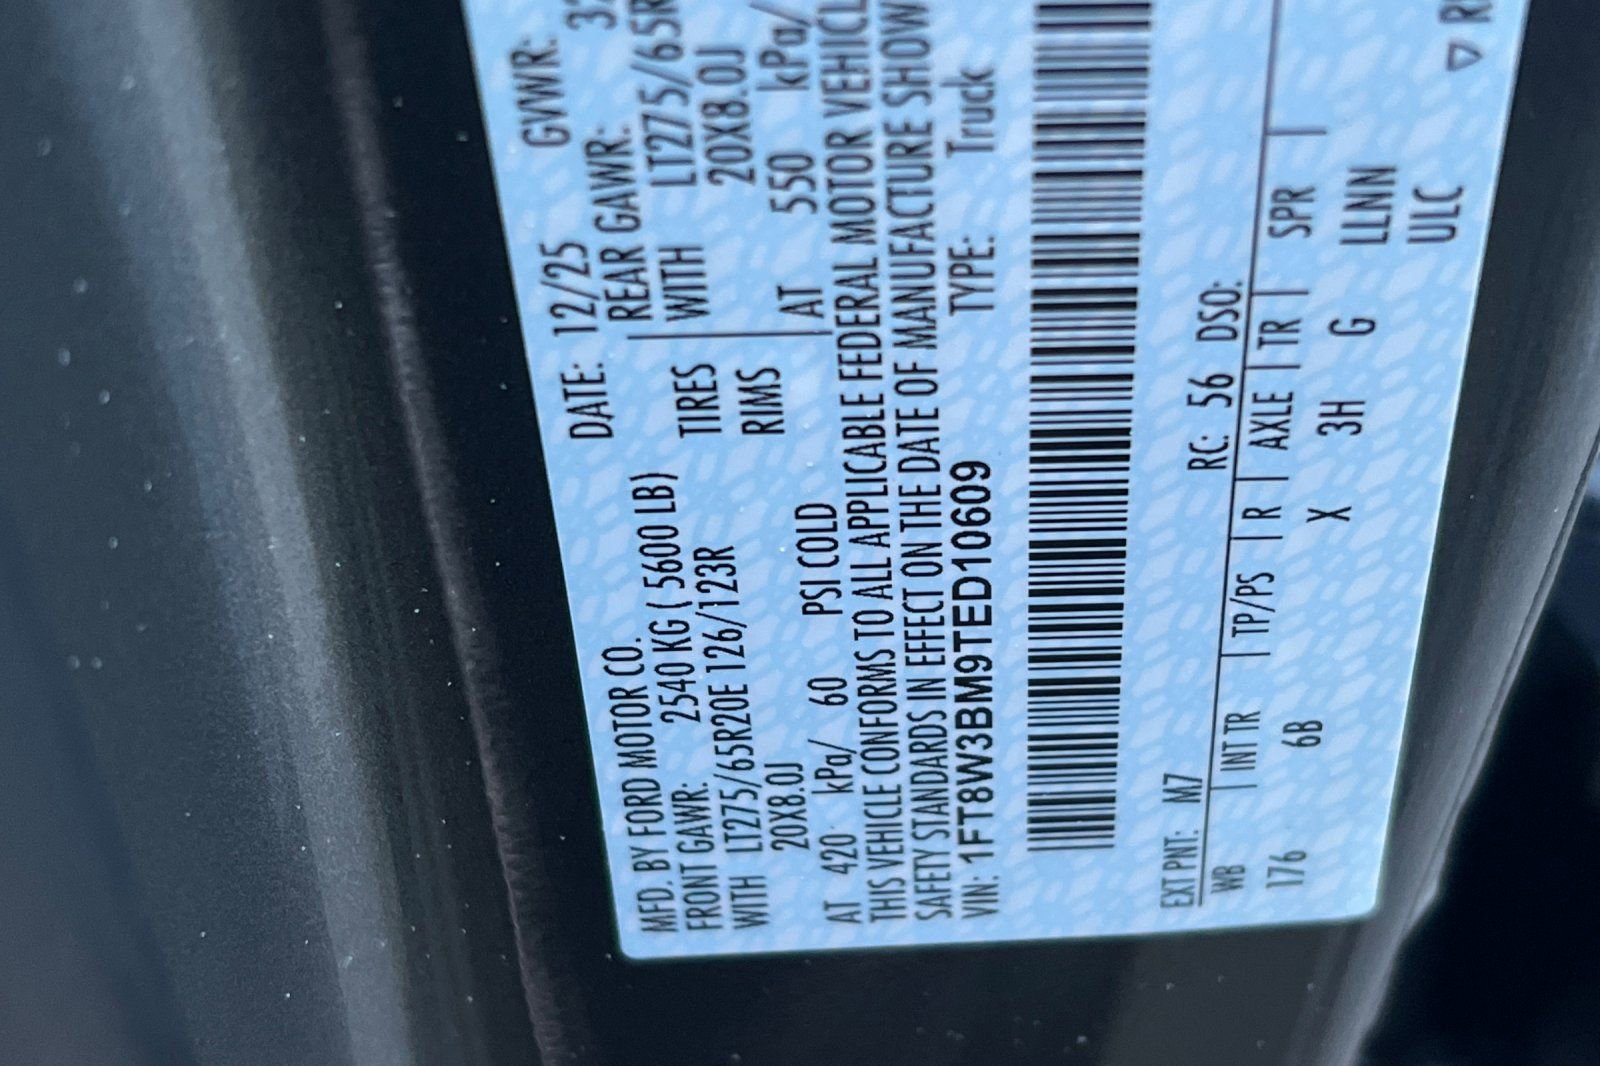 MFD. BY FORD MOTOR CO.
DATE: 12/25 GVWR:
FRONT GAWR: 2540 KG ( 5600 LB) REAR GAWR:
WITH LT275/65R20E 126/123R TIRES WITH LT275/65R
20X8.0J RIMS 20X8.0J
AT 420 kPa/ 60 PSI COLD AT 550 kPa/
THIS VEHICLE CONFORMS TO ALL APPLICABLE FEDERAL MOTOR VEHICL
SAFETY STANDARDS IN EFFECT ON THE DATE OF MANUFACTURE SHOW
VIN: 1FT8W3BM9TED10609 TYPE: Truck
EXT PNT: M7 RC: 56 DSO:
WB INT TR TP/PS R AXLE TR SPR
176 6B X 3H G LLNN
ULC